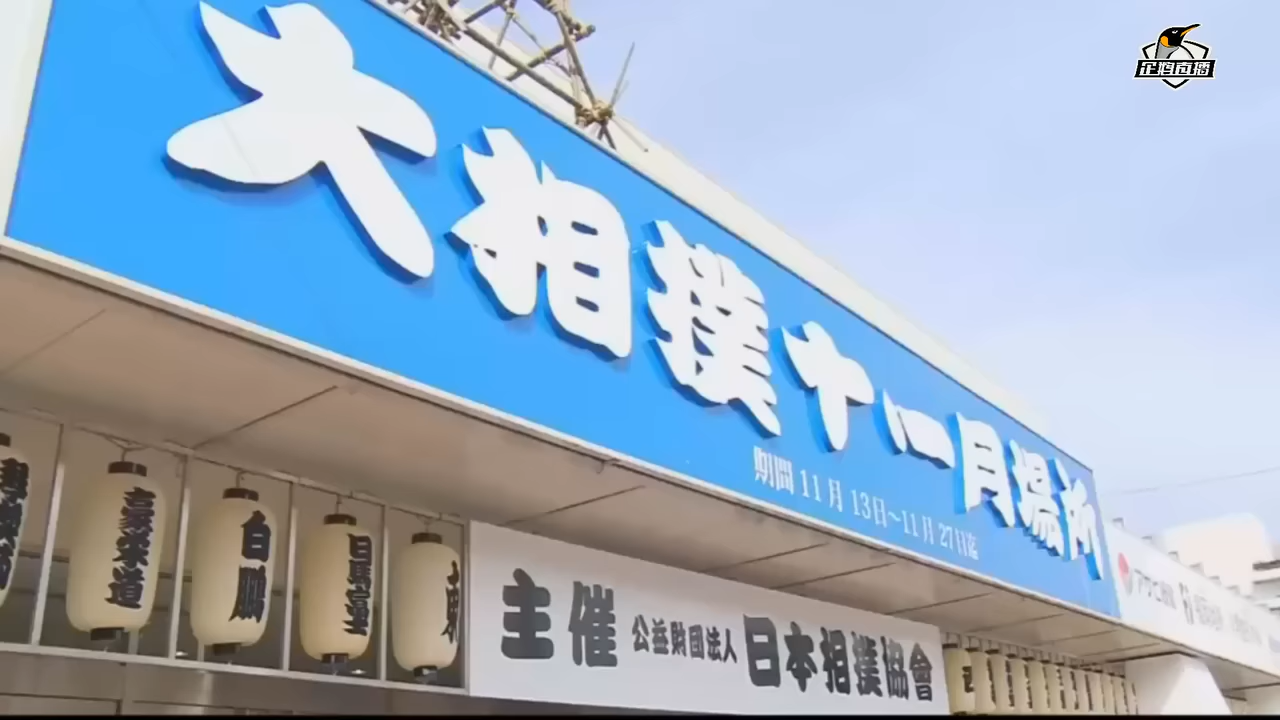 企鹅直播
大相撲十一月場所
期間 11月 13日~11月 27日迄
豪栄道
白鵬
日馬富士
主催 公益財団法人 日本相撲協會